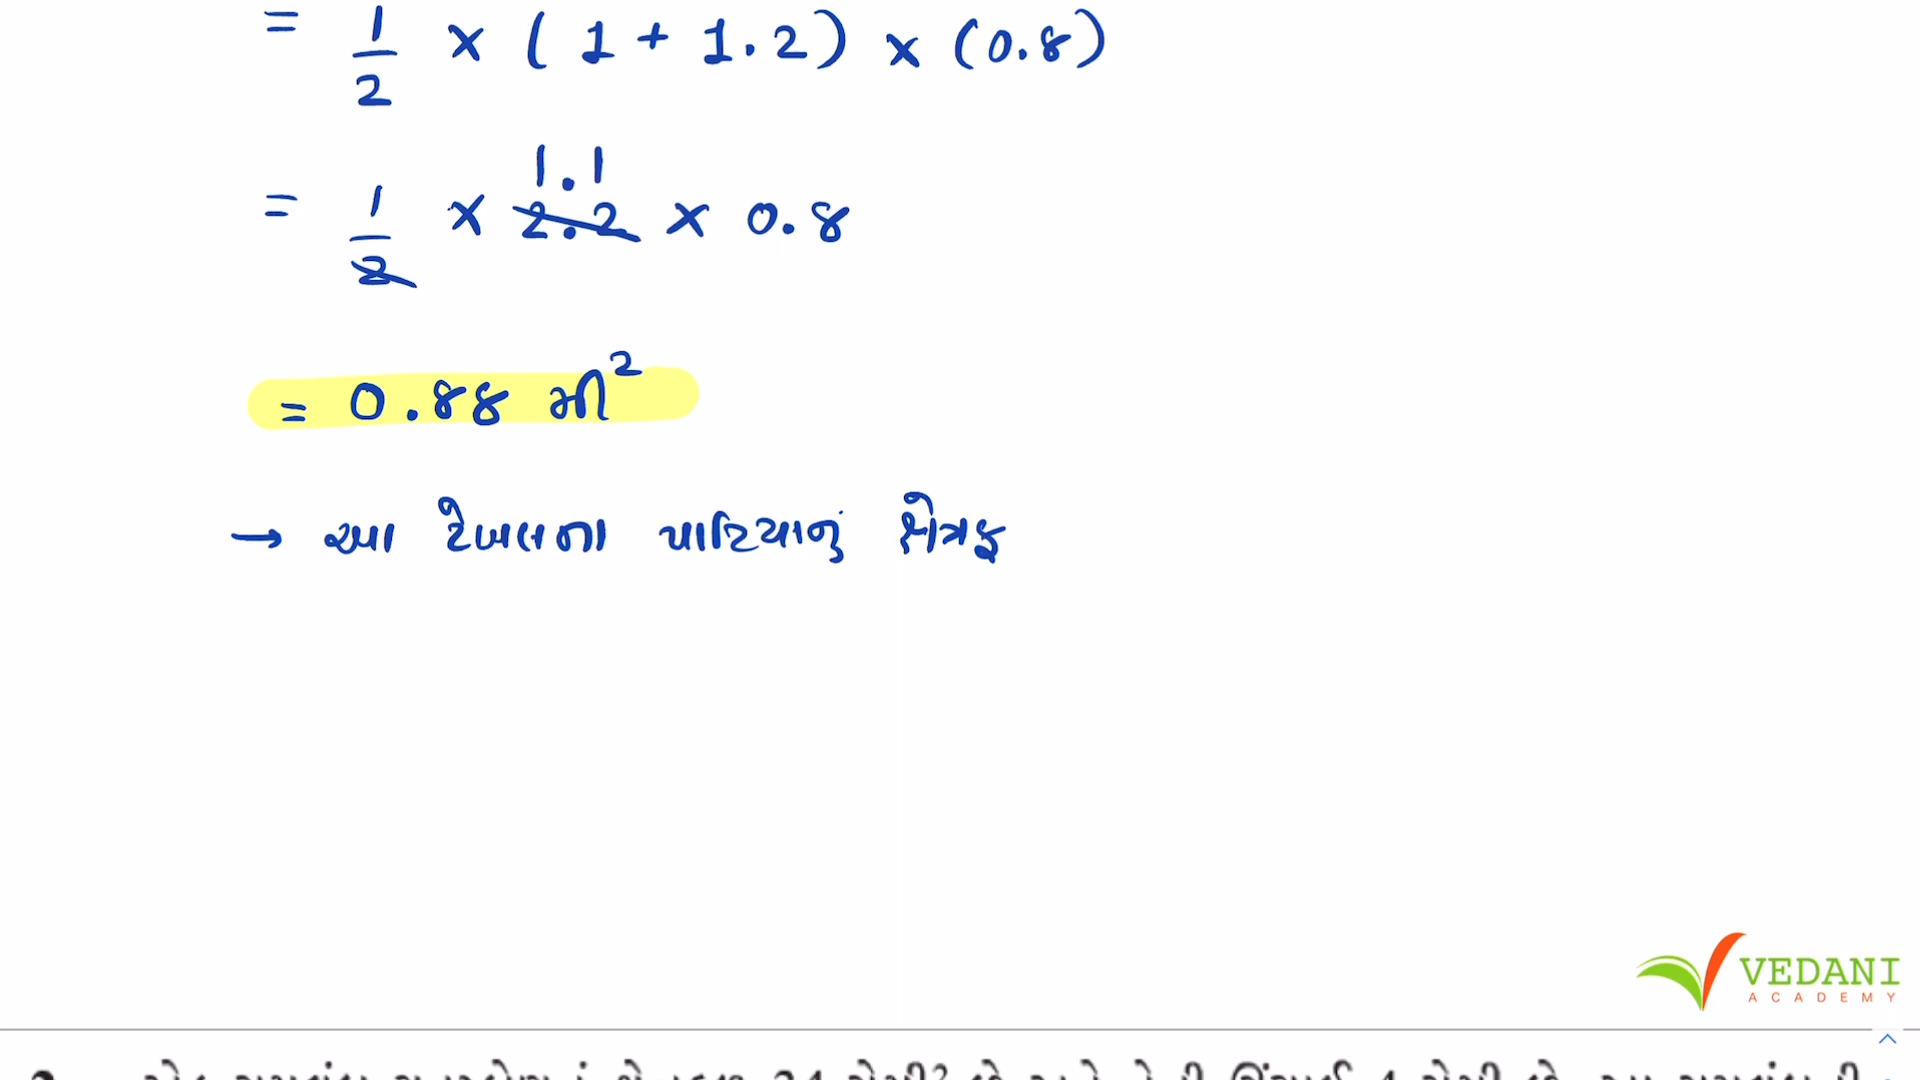 = 1/2 × ( 1 + 1.2 ) × (0.8)
1.1
= 1/2 × 2.2 × 0.8
= 0.88 મી²
→ આ ટેબલના પાટિયાનું ક્ષેત્રફ
VEDANI
ACADEMY